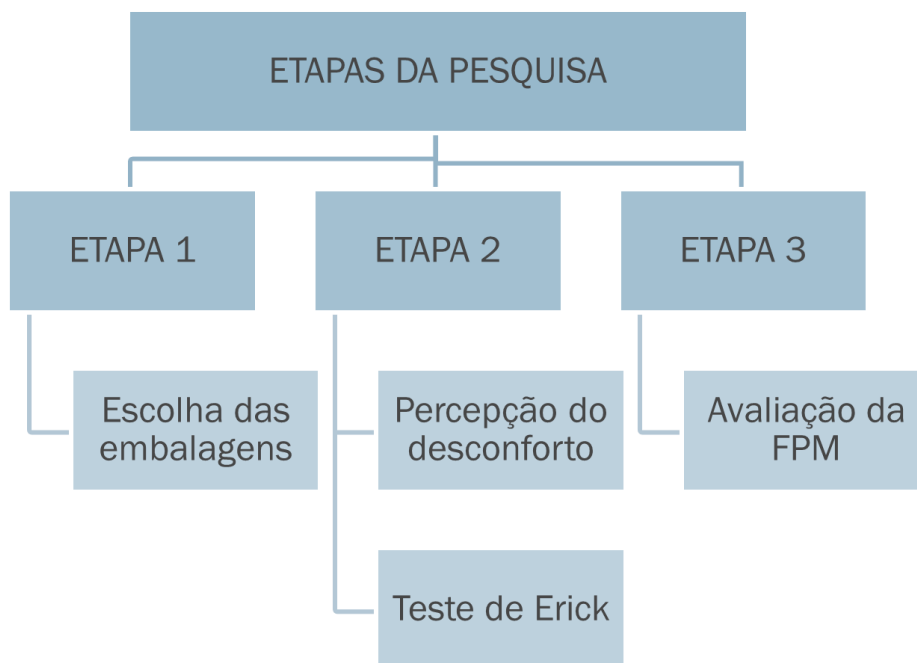 ETAPAS DA PESQUISA
ETAPA 1
ETAPA 2
ETAPA 3
Escolha das
embalagens
Percepção do
desconforto
Avaliação da
FPM
Teste de Erick